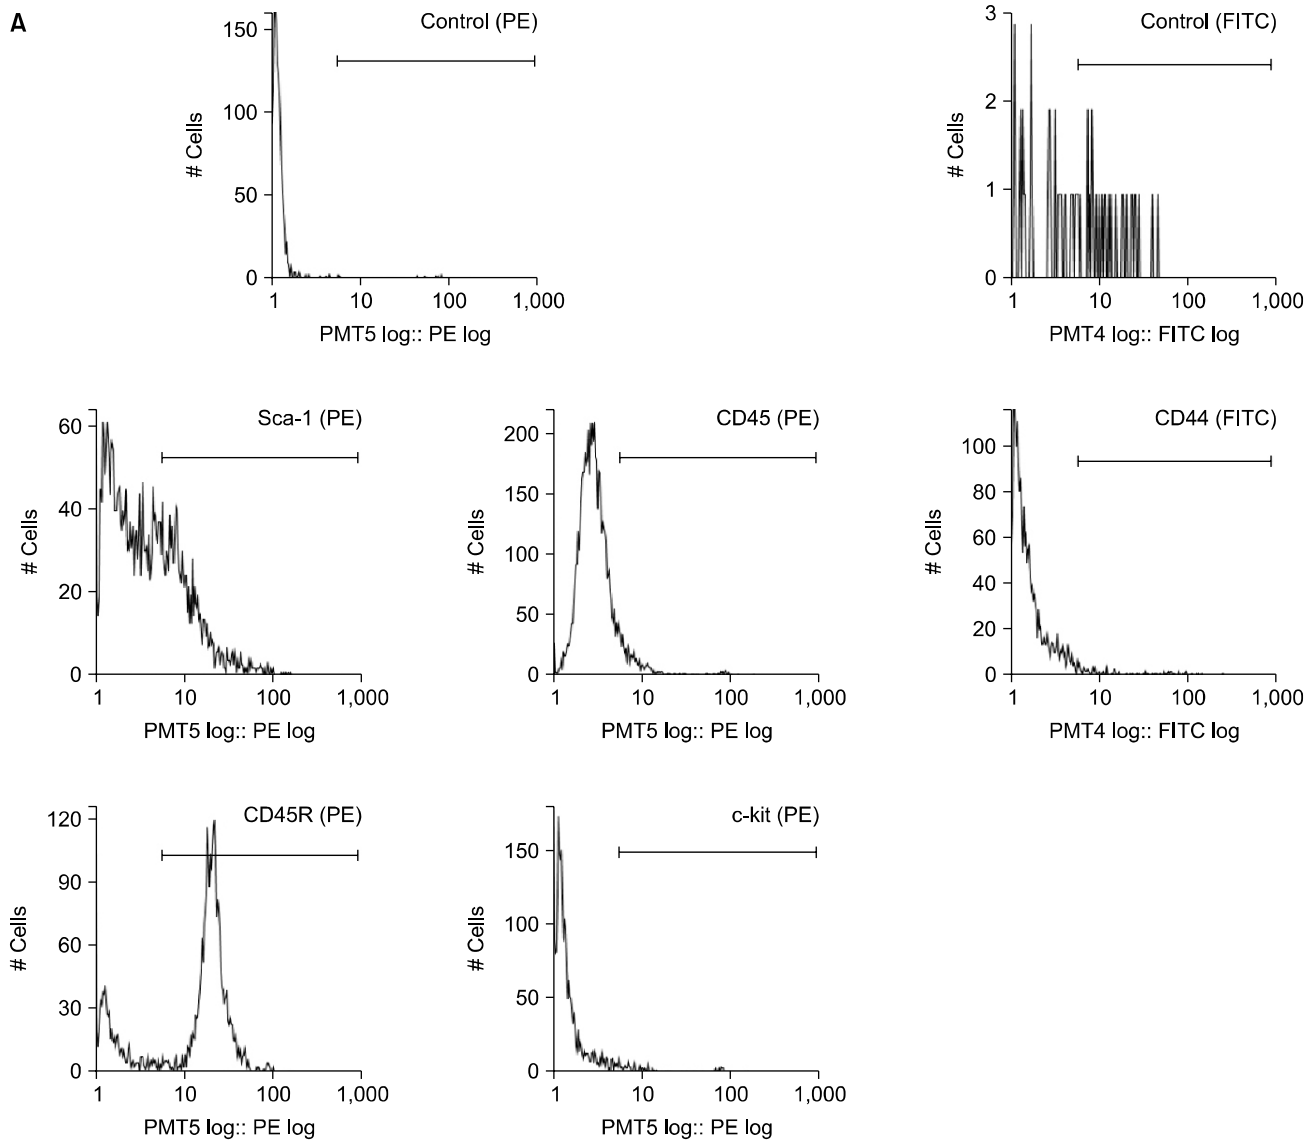 A
Control (PE)
150
100
50
0
# Cells
1 10 100 1,000
PMT5 log:: PE log
Control (FITC)
3
2
1
0
# Cells
1 10 100 1,000
PMT4 log:: FITC log
Sca-1 (PE)
60
40
20
0
# Cells
1 10 100 1,000
PMT5 log:: PE log
CD45 (PE)
200
150
100
50
0
# Cells
1 10 100 1,000
PMT5 log:: PE log
CD44 (FITC)
100
80
60
40
20
0
# Cells
1 10 100 1,000
PMT4 log:: FITC log
CD45R (PE)
120
90
60
30
0
# Cells
1 10 100 1,000
PMT5 log:: PE log
c-kit (PE)
150
100
50
0
# Cells
1 10 100 1,000
PMT5 log:: PE log